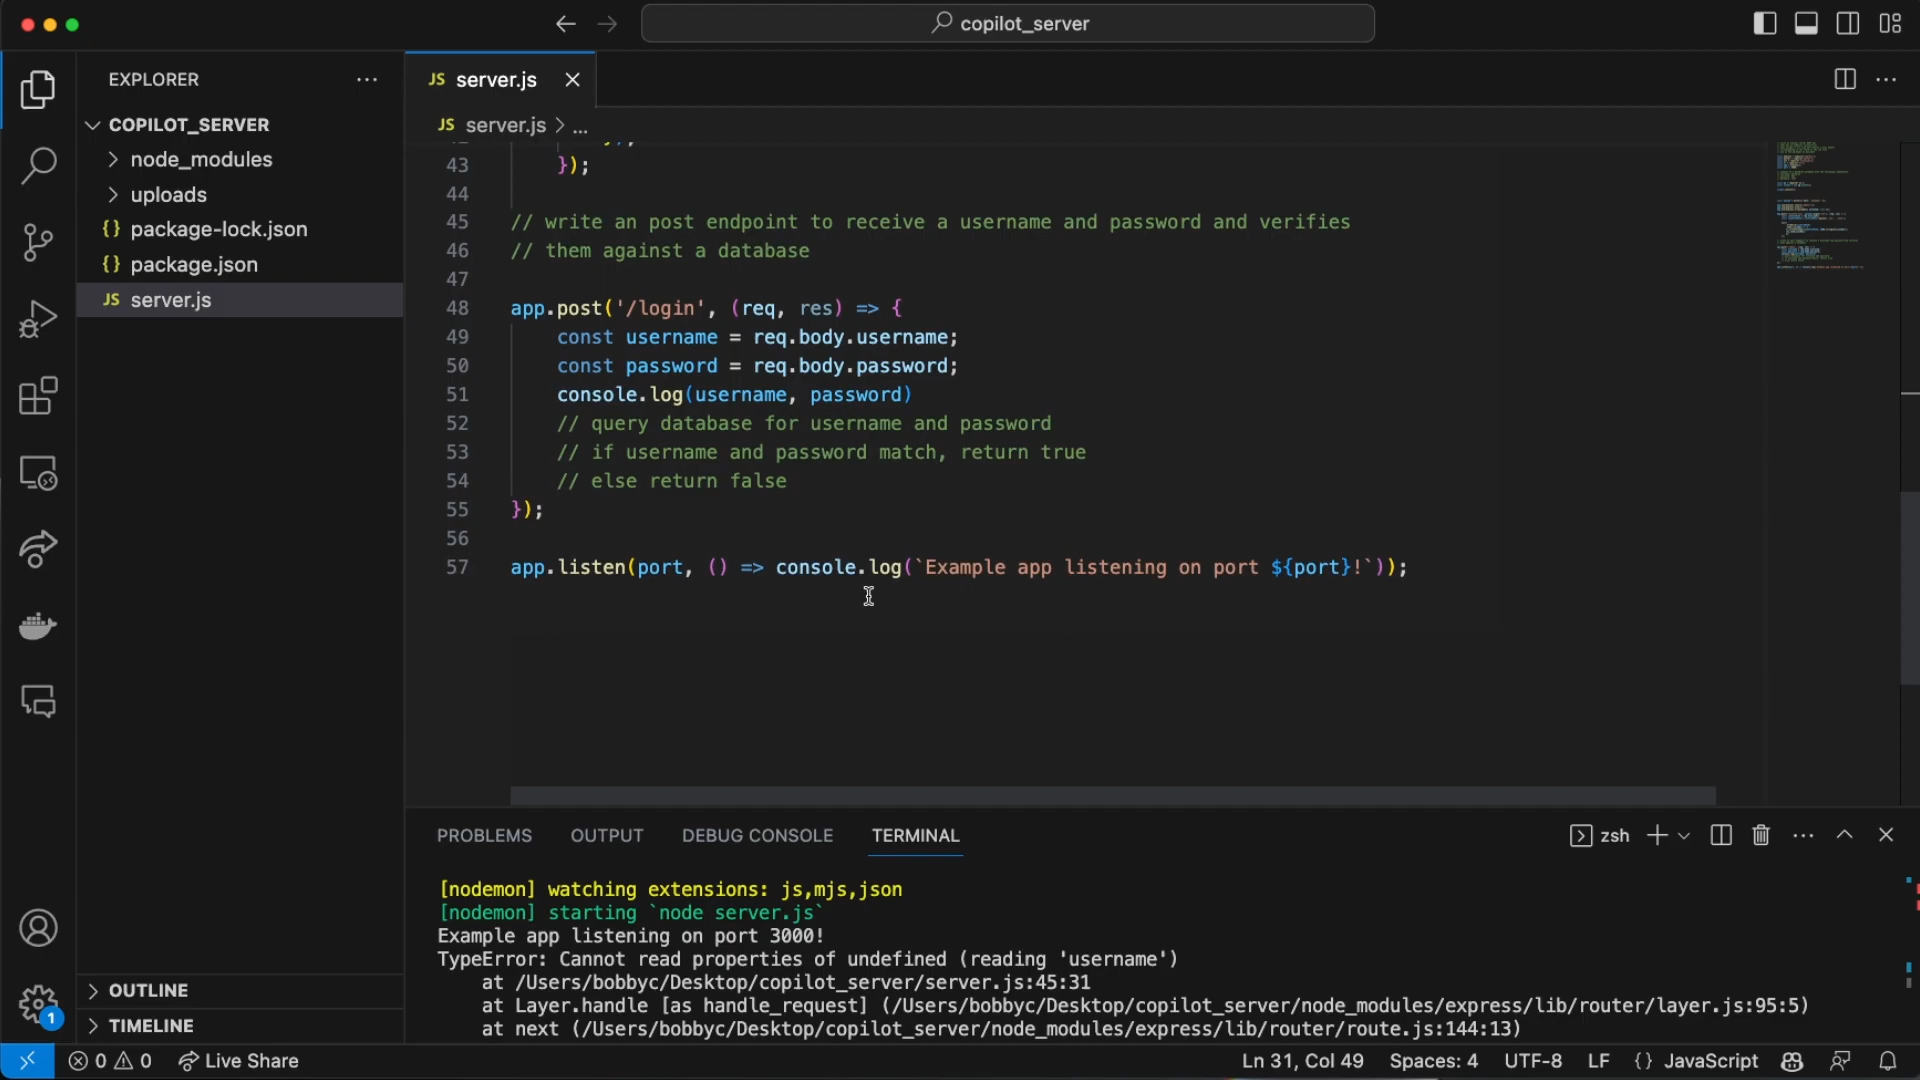 copilot_server
EXPLORER
COPILOT_SERVER
node_modules
uploads
{} package-lock.json
{} package.json
JS server.js
JS server.js
JS server.js > ...
43 });
44
45 // write an post endpoint to receive a username and password and verifies
46 // them against a database
47
48 app.post('/login', (req, res) => {
49 const username = req.body.username;
50 const password = req.body.password;
51 console.log(username, password)
52 // query database for username and password
53 // if username and password match, return true
54 // else return false
55 });
56
57 app.listen(port, () => console.log(`Example app listening on port ${port}!`));
PROBLEMS OUTPUT DEBUG CONSOLE TERMINAL
zsh
[nodemon] watching extensions: js,mjs,json
[nodemon] starting `node server.js`
Example app listening on port 3000!
TypeError: Cannot read properties of undefined (reading 'username')
at /Users/bobbyc/Desktop/copilot_server/server.js:45:31
at Layer.handle [as handle_request] (/Users/bobbyc/Desktop/copilot_server/node_modules/express/lib/router/layer.js:95:5)
at next (/Users/bobbyc/Desktop/copilot_server/node_modules/express/lib/router/route.js:144:13)
OUTLINE
TIMELINE
1
0 0 Live Share
Ln 31, Col 49 Spaces: 4 UTF-8 LF {} JavaScript